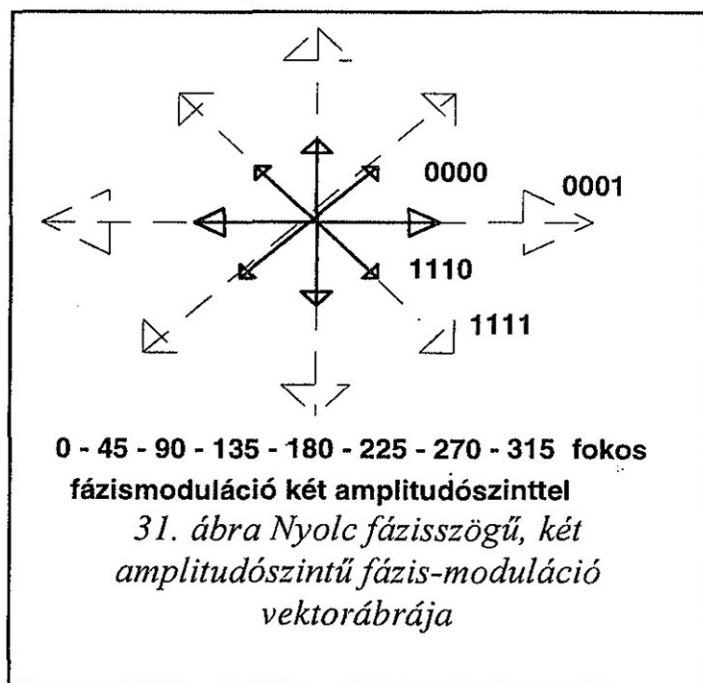 0000
0001
1110
1111
0 - 45 - 90 - 135 - 180 - 225 - 270 - 315 fokos
fázismoduláció két amplitudószinttel
31. ábra Nyolc fázisszögű, két
amplitudószintű fázis-moduláció
vektorábrája